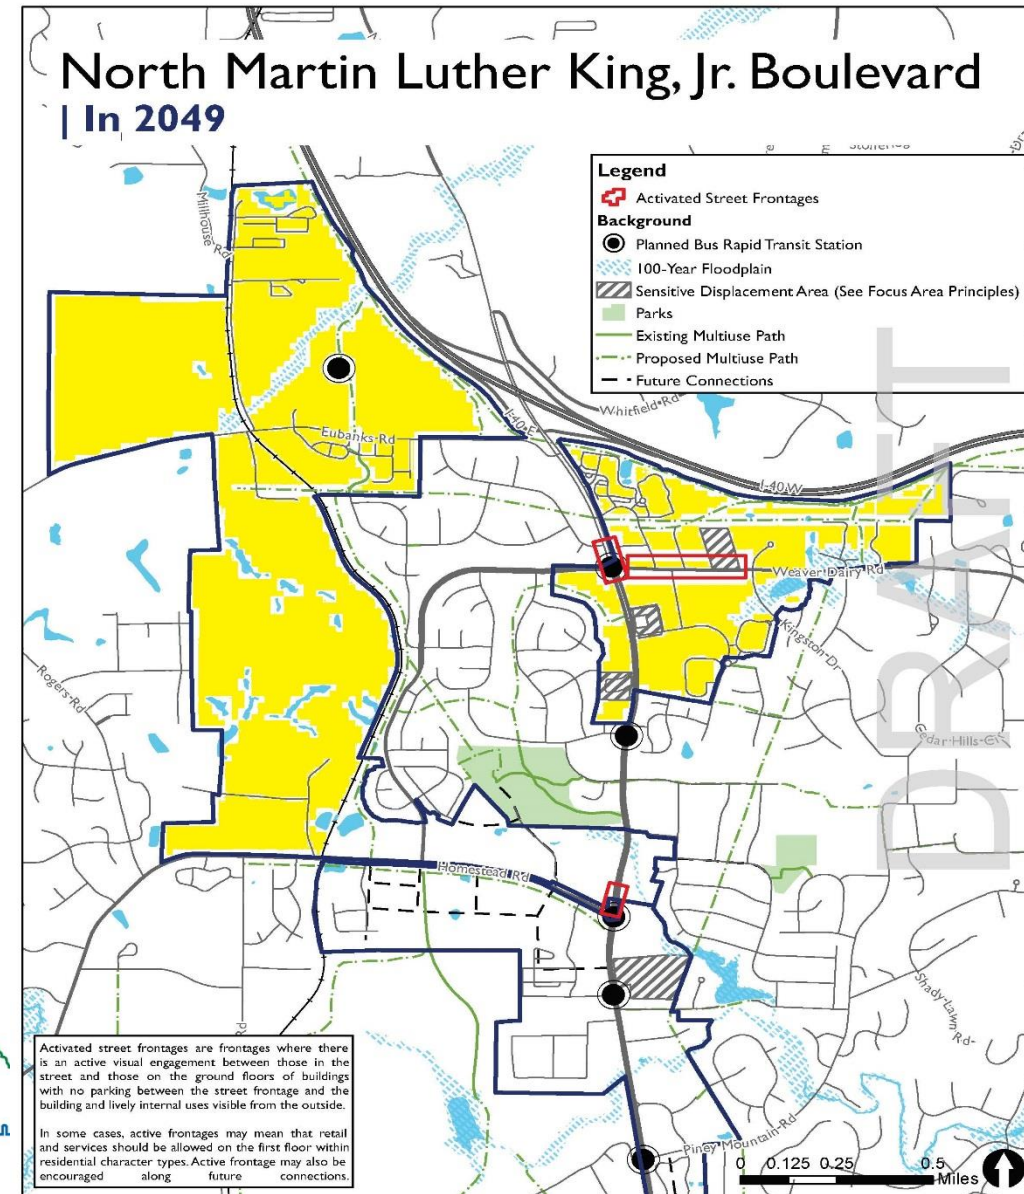 North Martin Luther King, Jr. Boulevard
| In 2049
Legend
Activated Street Frontages
Background
Planned Bus Rapid Transit Station
100-Year Floodplain
Sensitive Displacement Area (See Focus Area Principles)
Parks
Existing Multiuse Path
Proposed Multiuse Path
Future Connections
Millhouse Rd
Whirfield Rd
I-40-E
Eubanks Rd
I-40-W
Weaver Dairy Rd
Kingston-Dr
Rogers-Rd
Cedar-Hills-Cir
DRAFT
Homestead Rd
Shady-Lawn Rd
Rd
Piney Mountain-Rd
Activated street frontages are frontages where there
is an active visual engagement between those in the
street and those on the ground floors of buildings
with no parking between the street frontage and the
building and lively internal uses visible from the outside.
In some cases, active frontages may mean that retail
and services should be allowed on the first floor within
residential character types. Active frontage may also be
encouraged along future connections.
0 0.125 0.25 0.5
Miles